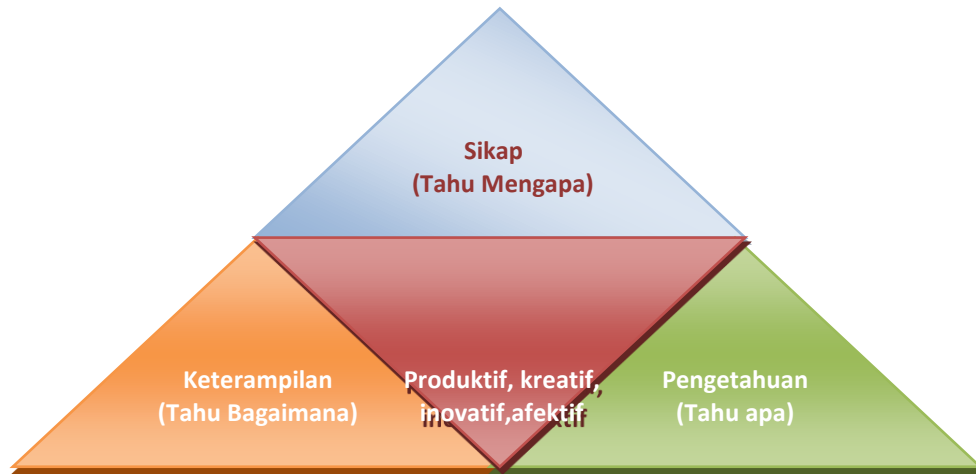 Sikap
(Tahu Mengapa)
Keterampilan
(Tahu Bagaimana)
Produktif, kreatif,
inovatif,afektif
Pengetahuan
(Tahu apa)